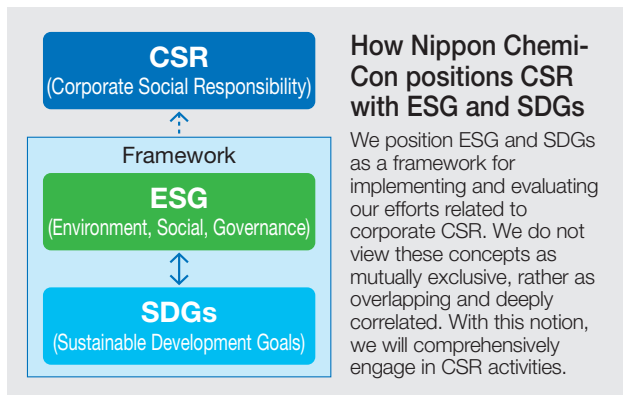 CSR
(Corporate Social Responsibility)
Framework
ESG
(Environment, Social, Governance)
SDGs
(Sustainable Development Goals)
How Nippon Chemi-
Con positions CSR
with ESG and SDGs
We position ESG and SDGs
as a framework for
implementing and evaluating
our efforts related to
corporate CSR. We do not
view these concepts as
mutually exclusive, rather as
overlapping and deeply
correlated. With this notion,
we will comprehensively
engage in CSR activities.